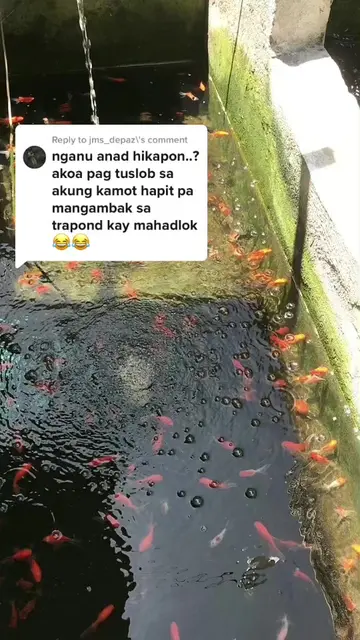 Reply to jms_depaz\'s comment
nganu anad hikapon..?
akoa pag tuslob sa
akung kamot hapit pa
mangambak sa
trapond kay mahadlok
😂😂